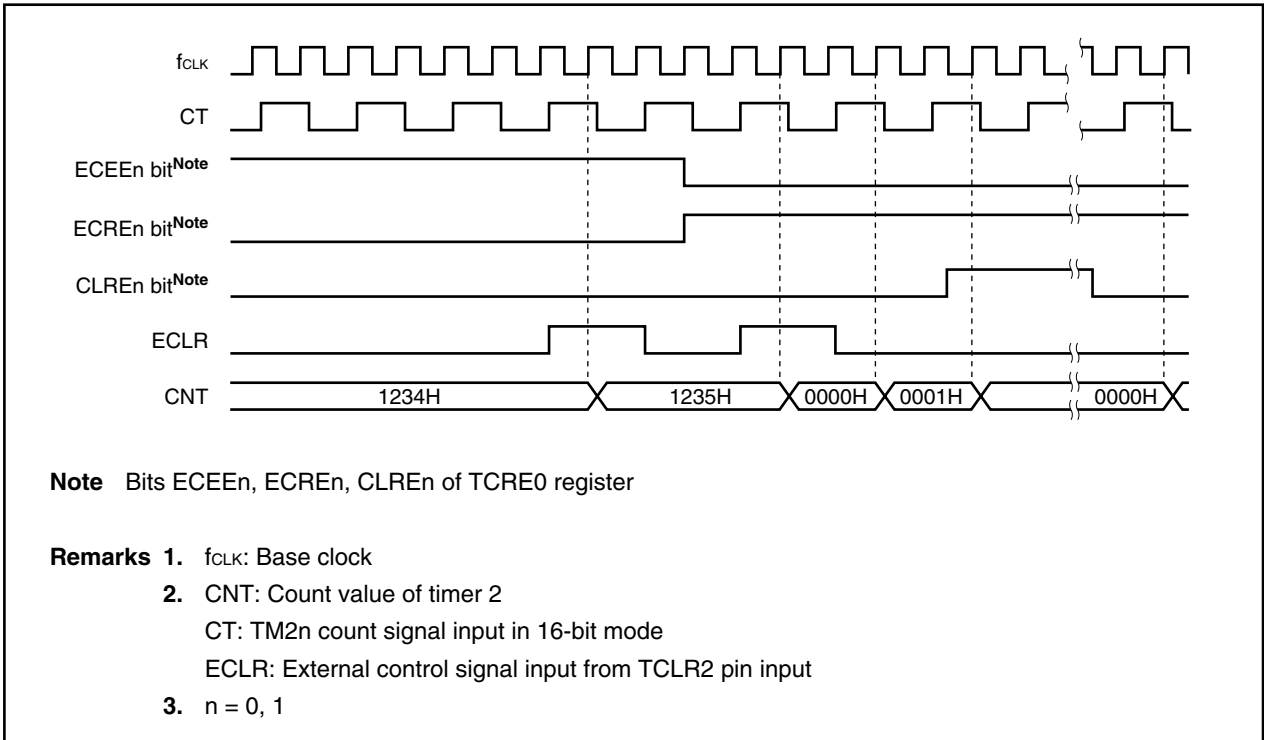 fCLK
CT
ECEEn bitNote
ECREn bitNote
CLREn bitNote
ECLR
CNT 1234H 1235H 0000H 0001H 0000H
Note Bits ECEEn, ECREn, CLREn of TCRE0 register
Remarks 1. fCLK: Base clock
2. CNT: Count value of timer 2
CT: TM2n count signal input in 16-bit mode
ECLR: External control signal input from TCLR2 pin input
3. n = 0, 1